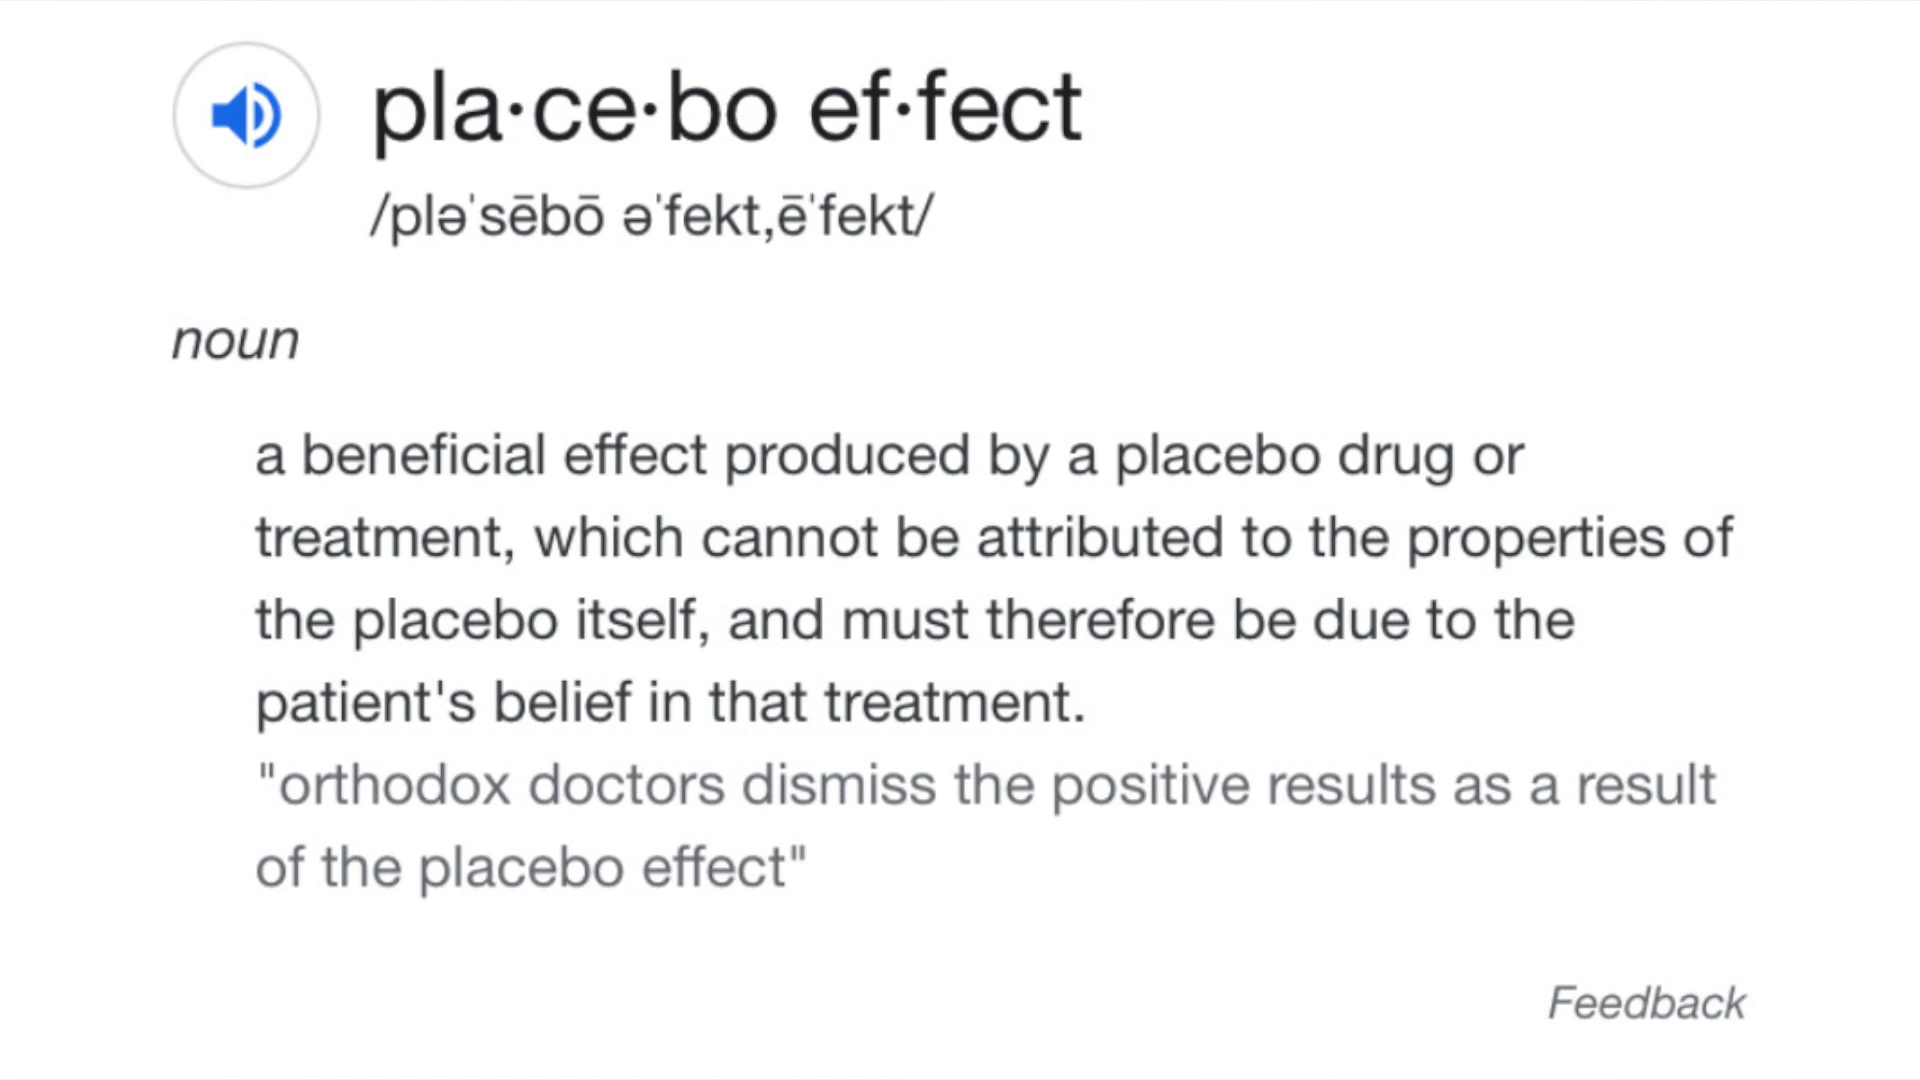 pla·ce·bo ef·fect
/pləˈsēbō əˈfekt,ēˈfekt/
noun
a beneficial effect produced by a placebo drug or
treatment, which cannot be attributed to the properties of
the placebo itself, and must therefore be due to the
patient's belief in that treatment.
"orthodox doctors dismiss the positive results as a result
of the placebo effect"
Feedback